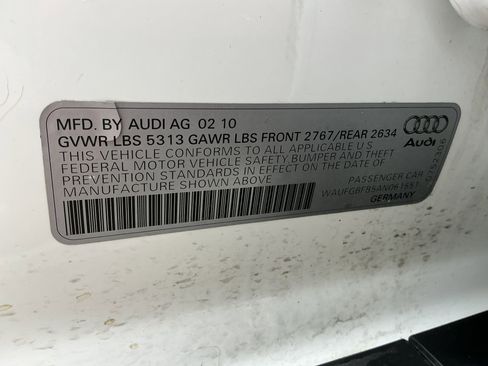 MFD. BY AUDI AG 02 10
GVWR LBS 5313 GAWR LBS FRONT 2767/REAR 2634
THIS VEHICLE CONFORMS TO ALL APPLICABLE U S
FEDERAL MOTOR VEHICLE SAFETY,BUMPER AND THEFT
PREVENTION STANDARDS IN EFFECT ON THE DATE OF
MANUFACTURE SHOWN ABOVE
PASSENGER CAR
GERMANY
Audi